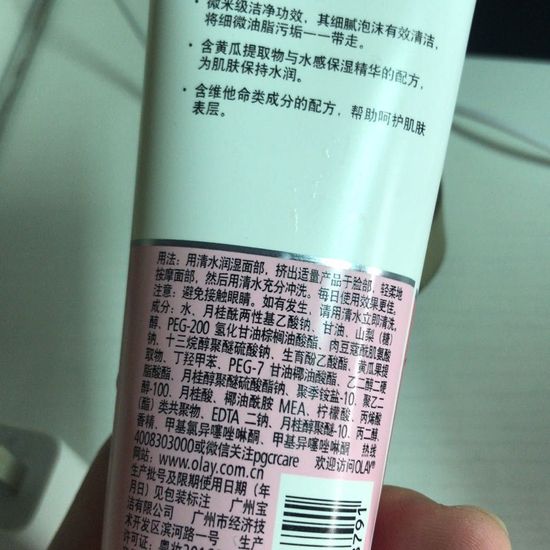 · 微米级洁净功效，其细腻泡沫有效清洁，
将细微油脂污垢一一带走。
· 含黄瓜提取物与水感保湿精华的配方，
为肌肤保持水润。
· 含维他命类成分的配方，帮助呵护肌肤
表层。
用法：用清水润湿面部，挤出适量产品于脸部，轻柔地
按摩面部，然后用清水充分冲洗。每日使用效果更佳。
注意：避免接触眼睛。如有发生，请用清水立即清洗。
成分：水、月桂酰两性基乙酸钠、甘油、山梨（糖）
醇、PEG-200 氢化甘油棕榈油酸酯、肉豆蔻酰肌氨酸
钠、十三烷醇聚醚硫酸钠、生育酚乙酸酯、黄瓜果提
取物、丁羟甲苯、PEG-7 甘油椰油酸酯、乙二醇二硬
脂酸酯、月桂醇聚醚硫酸酯钠、聚季铵盐-10、聚乙二
醇-100、月桂酸、椰油酰胺 MEA、柠檬酸、丙烯酸
（酯）类共聚物、EDTA 二钠、月桂醇聚醚-10、丙二醇、
香精、甲基氯异噻唑啉酮、甲基异噻唑啉酮 热线
4008303000或微信关注pgcrcare 欢迎访问OLAY®
网站：www.olay.com.cn
生产批号及限期使用日期（年
月日）见包装标注 广州宝
洁有限公司 广州市经济技
术开发区滨河路一号
许可证：粤妆201
8791